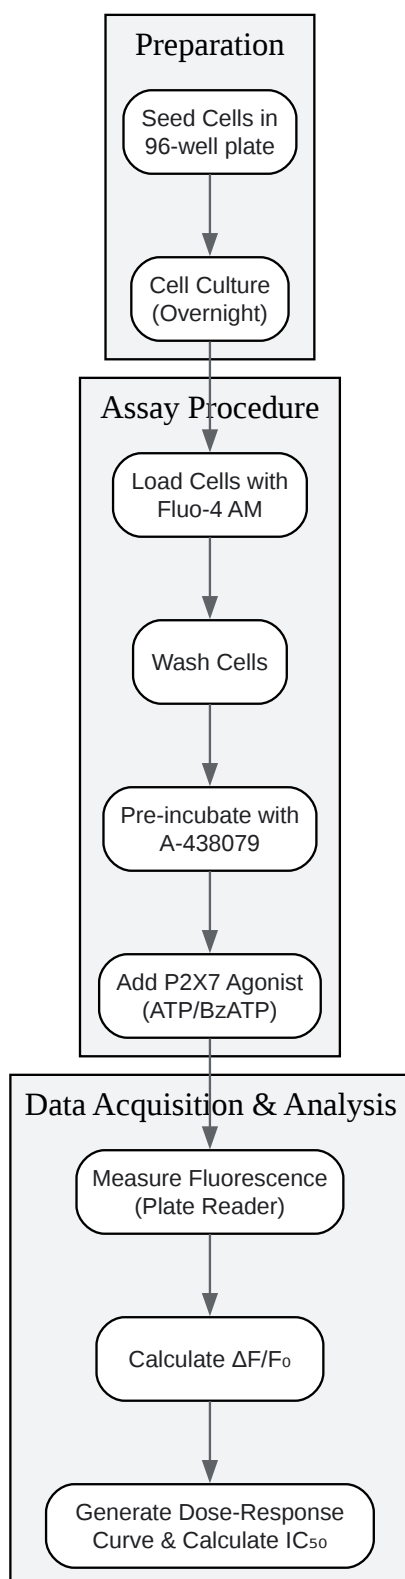 Preparation
Seed Cells in
96-well plate
Cell Culture
(Overnight)
Assay Procedure
Load Cells with
Fluo-4 AM
Wash Cells
Pre-incubate with
A-438079
Add P2X7 Agonist
(ATP/BzATP)
Data Acquisition & Analysis
Measure Fluorescence
(Plate Reader)
Calculate ΔF/F₀
Generate Dose-Response
Curve & Calculate IC₅₀